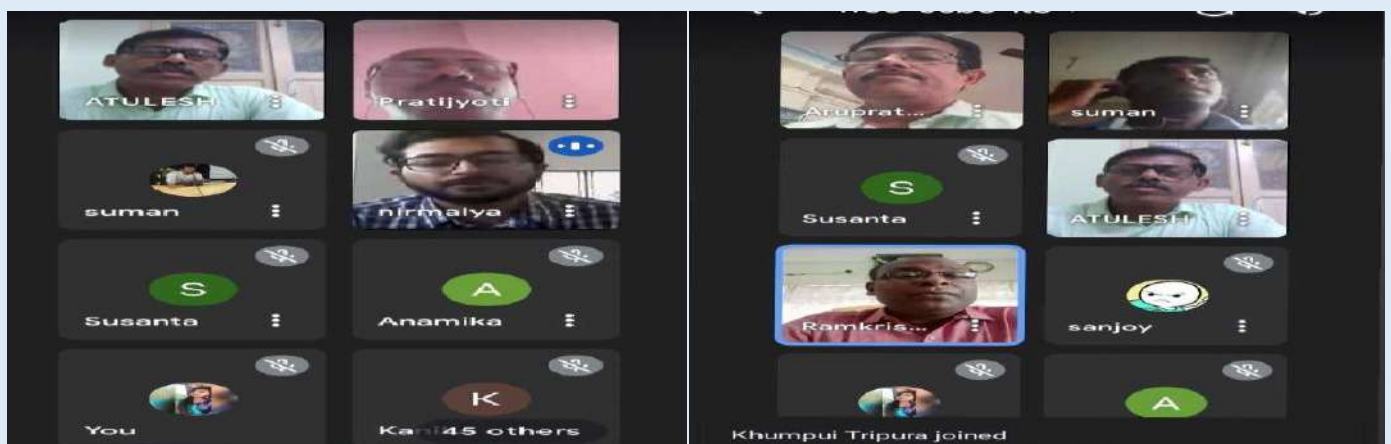 ATULESH
Pratijyoti
suman
nirmalya
S
Susanta
A
Anamika
You
K
45 others
Aruprat...
suman
S
Susanta
ATULESH
Ramkris...
sanjoy
A
Khumpui Tripura joined